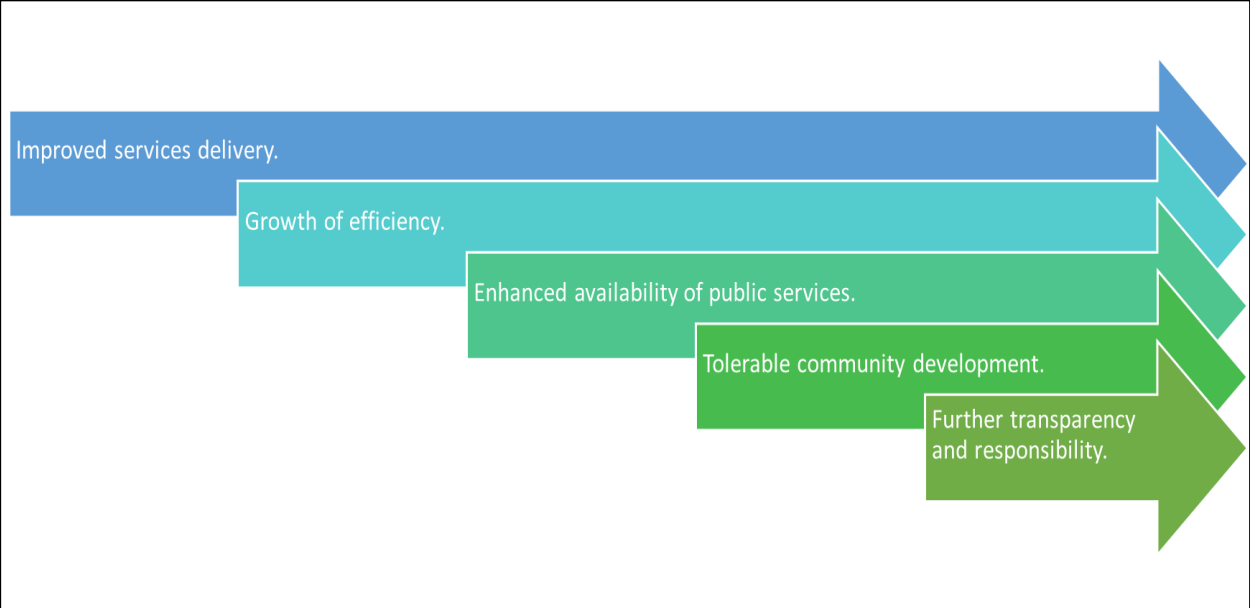 Improved services delivery.
Growth of efficiency.
Enhanced availability of public services.
Tolerable community development.
Further transparency
and responsibility.